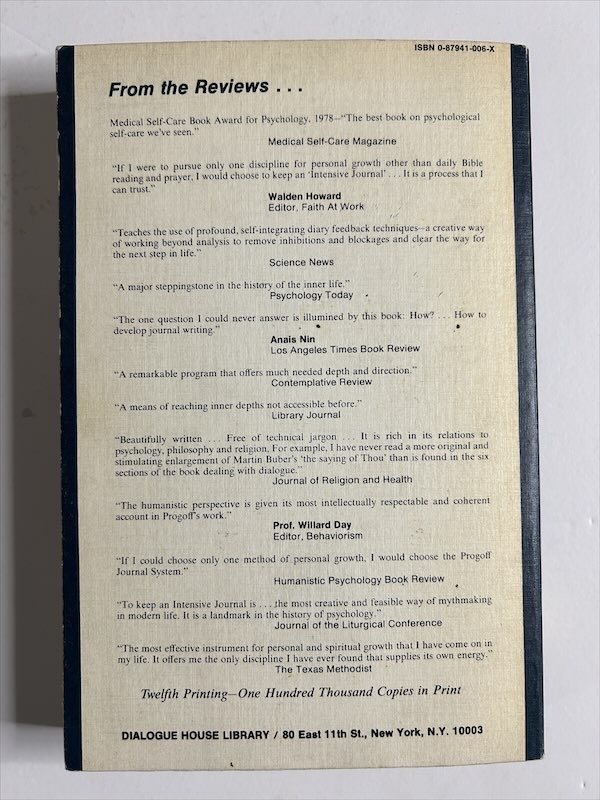 ISBN 0-87941-006-X
From the Reviews . . .
Medical Self-Care Book Award for Psychology, 1978—“The best book on psychological
self-care we've seen.”
Medical Self-Care Magazine
“If I were to pursue only one discipline for personal growth other than daily Bible
reading and prayer, I would choose to keep an ‘Intensive Journal’ . . . It is a process that I
can trust.”
Walden Howard
Editor, Faith At Work
“Teaches the use of profound, self-integrating diary feedback techniques—a creative way
of working beyond analysis to remove inhibitions and blockages and clear the way for
the next step in life.”
Science News
“A major steppingstone in the history of the inner life.”
Psychology Today
“The one question I could never answer is illumined by this book: How? . . . How to
develop journal writing.”
Anais Nin
Los Angeles Times Book Review
“A remarkable program that offers much needed depth and direction.”
Contemplative Review
“A means of reaching inner depths not accessible before.”
Library Journal
“Beautifully written . . . Free of technical jargon . . . It is rich in its relations to
psychology, philosophy and religion. For example, I have never read a more original and
stimulating enlargement of Martin Buber's ‘the saying of Thou’ than is found in the six
sections of the book dealing with dialogue.”
Journal of Religion and Health
“The humanistic perspective is given its most intellectually respectable and coherent
account in Progoff's work.”
Prof. Willard Day
Editor, Behaviorism
“If I could choose only one method of personal growth, I would choose the Progoff
Journal System.”
Humanistic Psychology Book Review
“To keep an Intensive Journal is . . . the most creative and feasible way of mythmaking
in modern life. It is a landmark in the history of psychology.”
Journal of the Liturgical Conference
“The most effective instrument for personal and spiritual growth that I have come on in
my life. It offers me the only discipline I have ever found that supplies its own energy.”
The Texas Methodist
Twelfth Printing—One Hundred Thousand Copies in Print
DIALOGUE HOUSE LIBRARY / 80 East 11th St., New York, N.Y. 10003